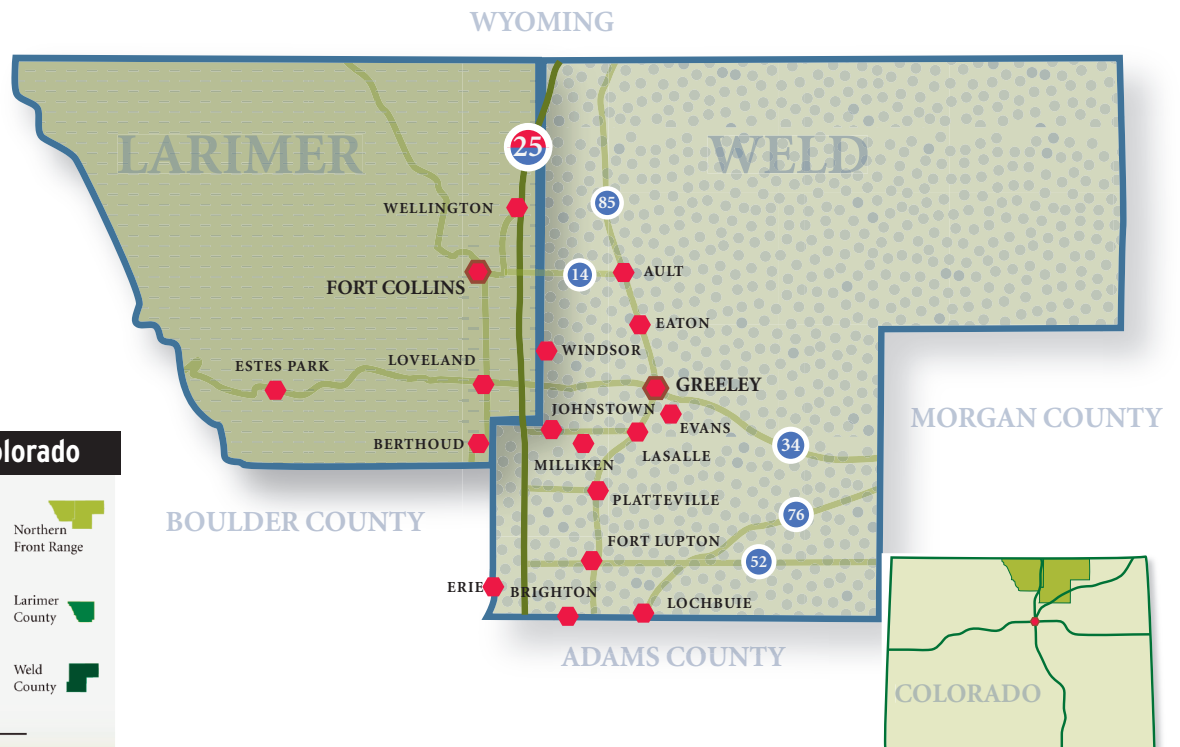 WYOMING
LARIMER
WELD
25
85
WELLINGTON
14
AULT
FORT COLLINS
EATON
WINDSOR
ESTES PARK
LOVELAND
GREELEY
JOHNSTOWN
EVANS
MORGAN COUNTY
BERTHOUD
34
LASALLE
MILLIKEN
PLATTEVILLE
76
BOULDER COUNTY
FORT LUPTON
52
ERIE
BRIGHTON
LOCHBUIE
ADAMS COUNTY
COLORADO
olorado
Northern
Front Range
Larimer
County
Weld
County